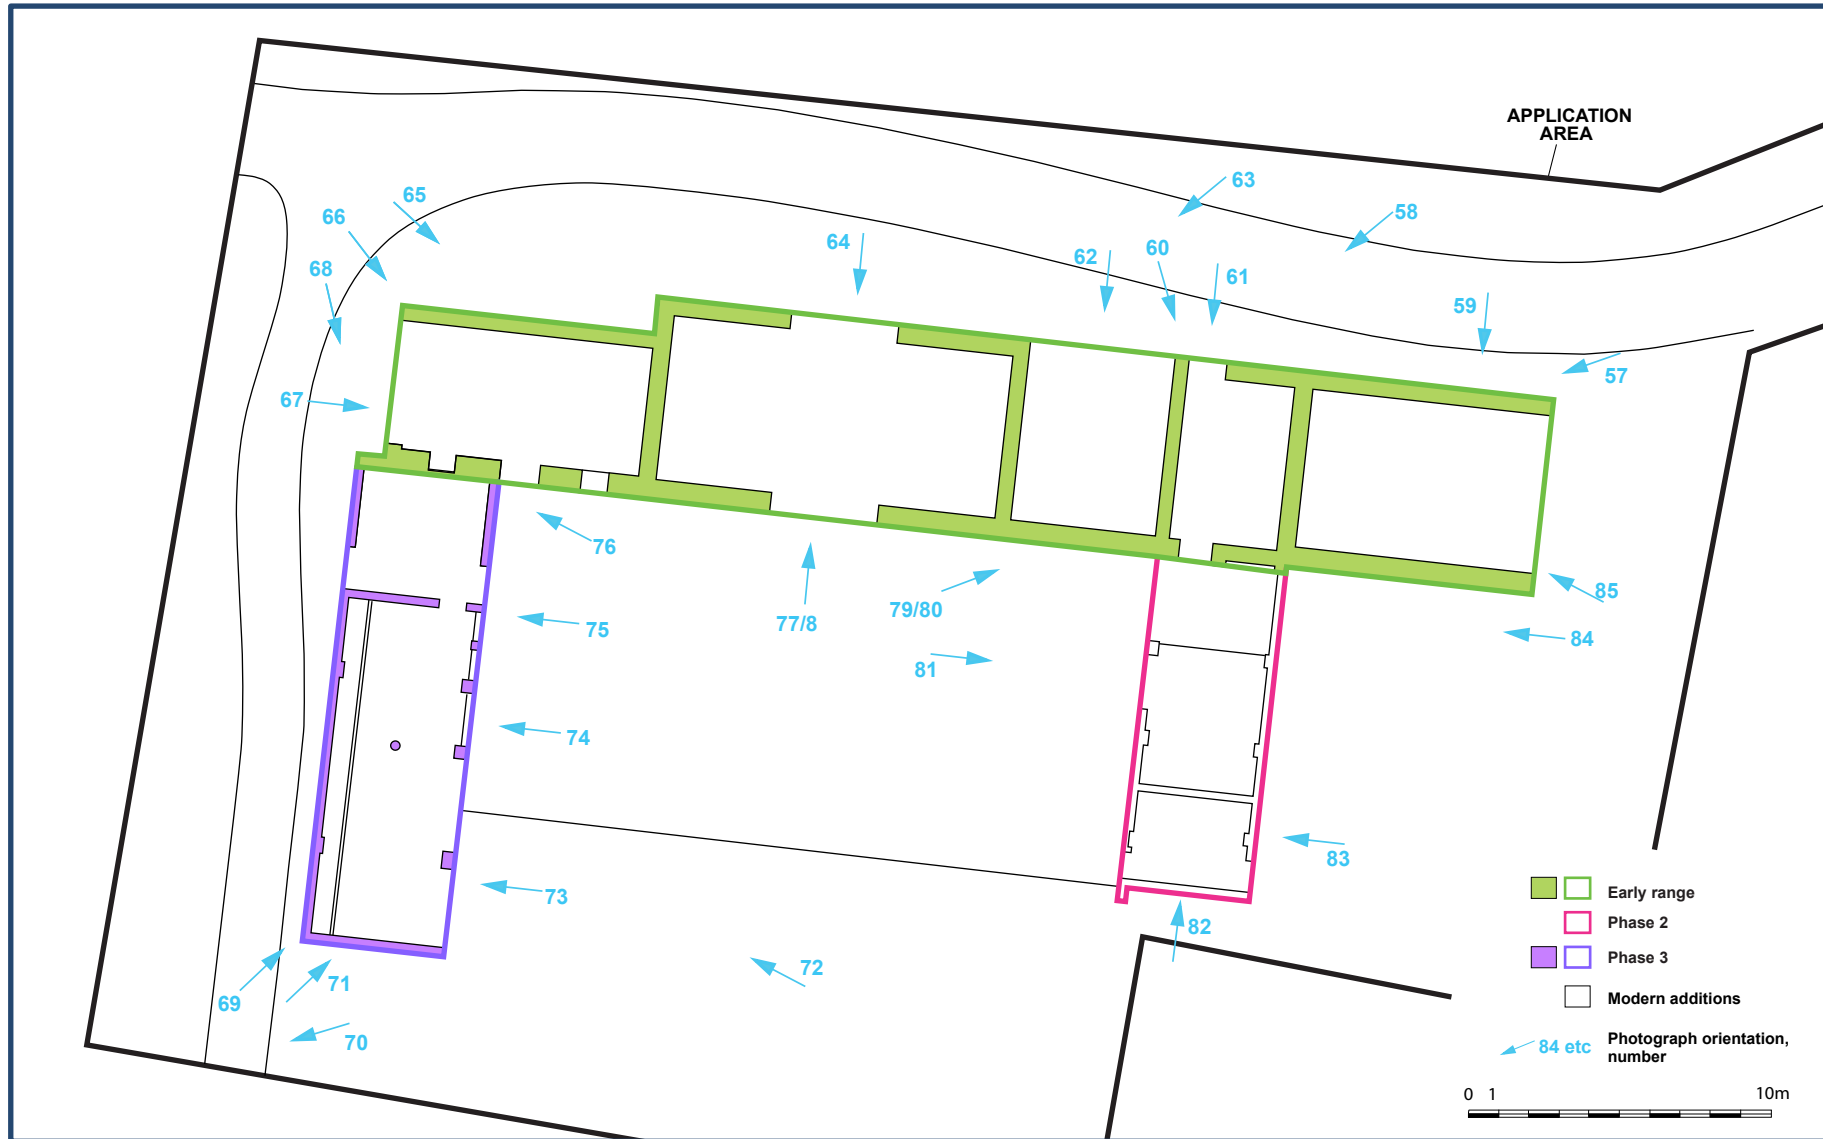 APPLICATION
AREA
63
58
65
66
64
62
60
61
68
59
57
67
76
85
79/80
77/8
75
84
81
74
83
73
82
72
71
69
70
Early range
Phase 2
Phase 3
Modern additions
84 etc
Photograph orientation,
number
0 1 10m